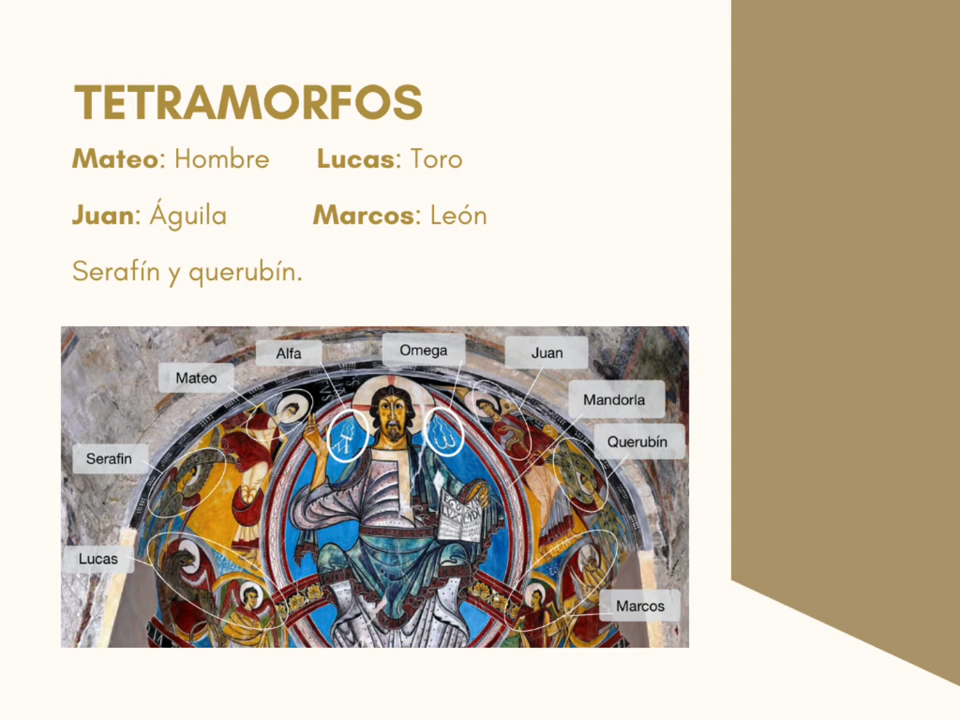 TETRAMORFOS
Mateo: Hombre Lucas: Toro
Juan: Águila Marcos: León
Serafín y querubín.
Alfa
Omega
Juan
Mateo
Mandorla
Querubín
Serafin
Lucas
Marcos